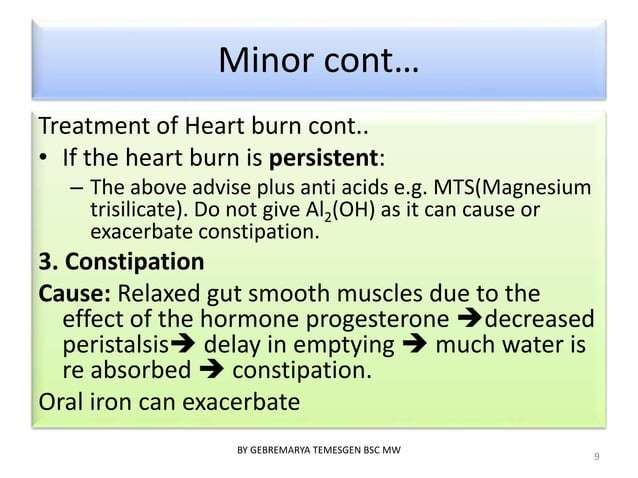 Minor cont…
Treatment of Heart burn cont..
• If the heart burn is persistent:
– The above advise plus anti acids e.g. MTS(Magnesium
trisilicate). Do not give Al₂(OH) as it can cause or
exacerbate constipation.
3. Constipation
Cause: Relaxed gut smooth muscles due to the
effect of the hormone progesterone ➔decreased
peristalsis➔ delay in emptying ➔ much water is
re absorbed ➔ constipation.
Oral iron can exacerbate
BY GEBREMARYA TEMESGEN BSC MW
9